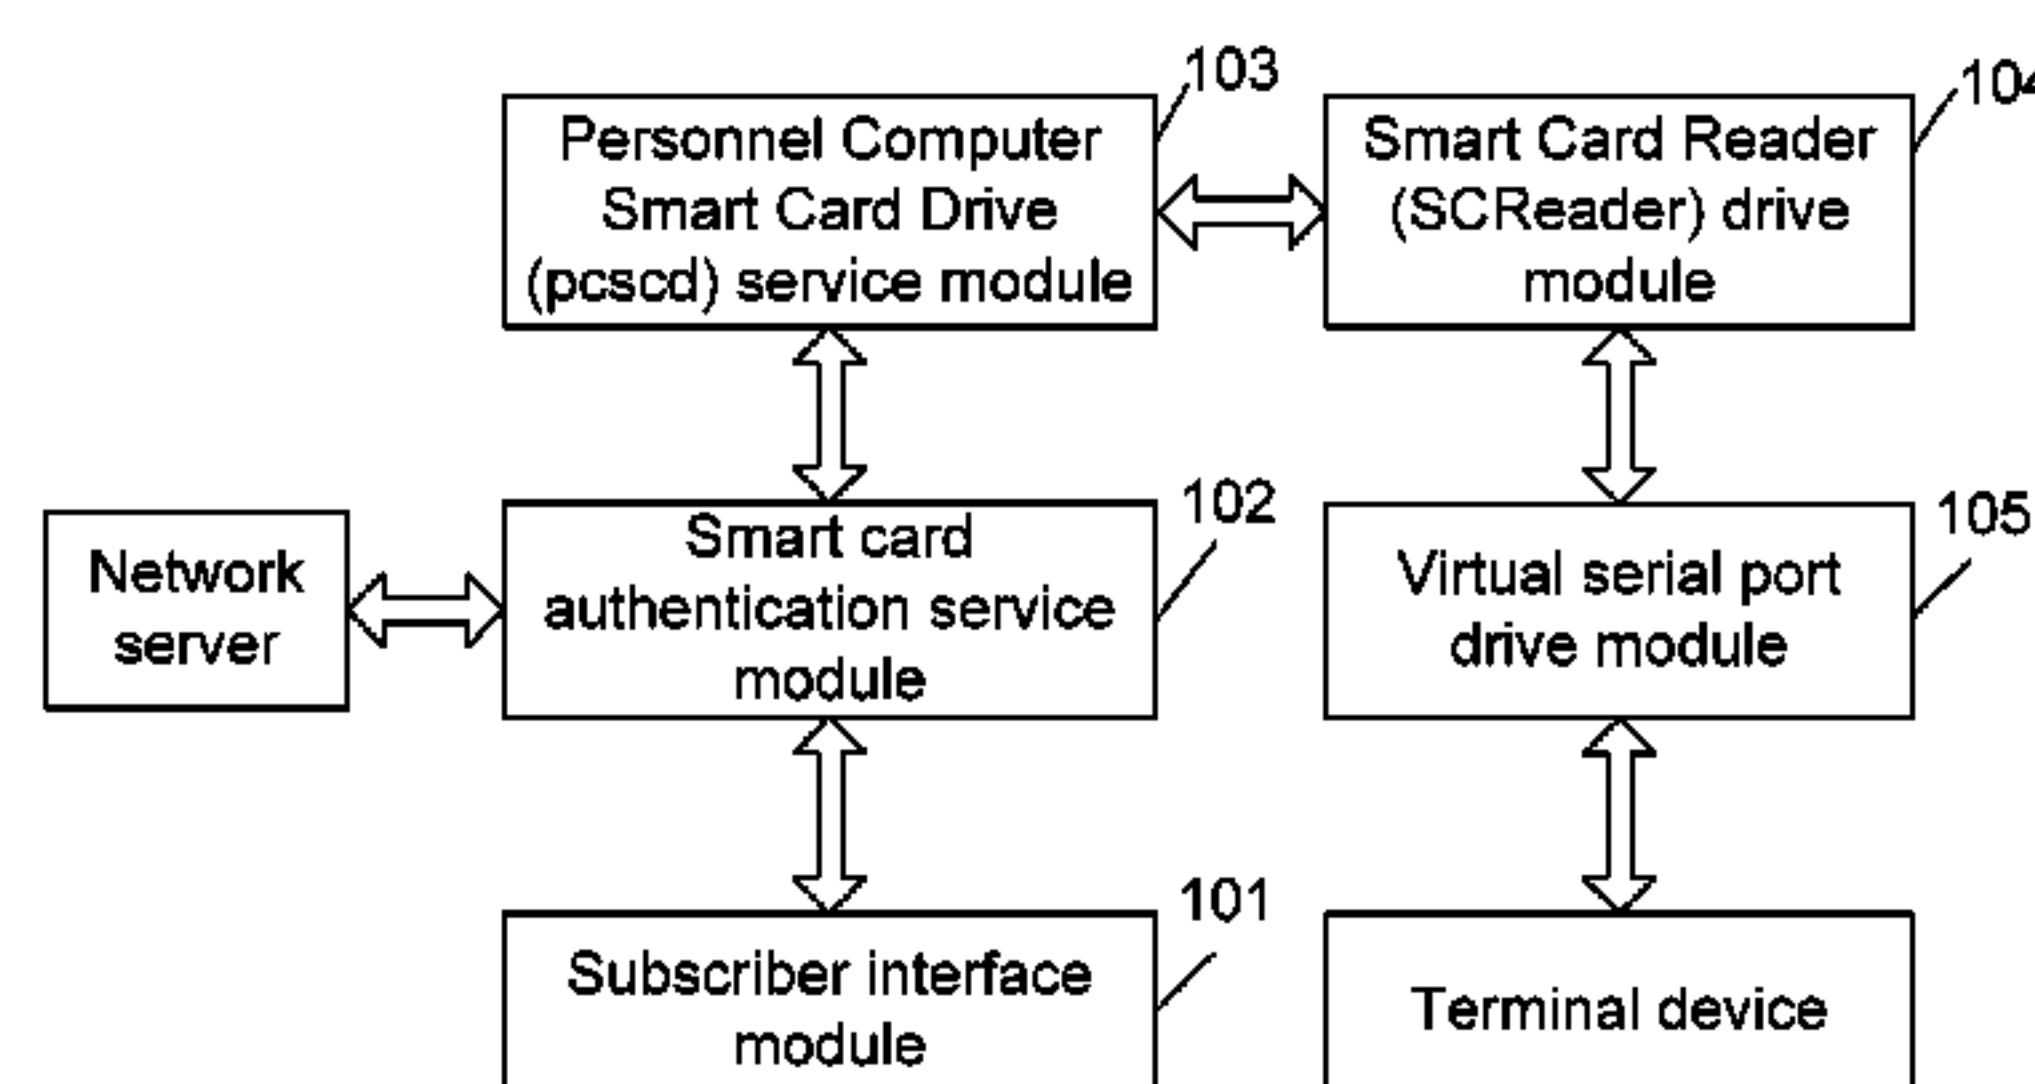 103
Personnel Computer
Smart Card Drive
(pcscd) service module
104
Smart Card Reader
(SCReader) drive
module
Network
server
102
Smart card
authentication service
module
105
Virtual serial port
drive module
101
Subscriber interface
module
Terminal device